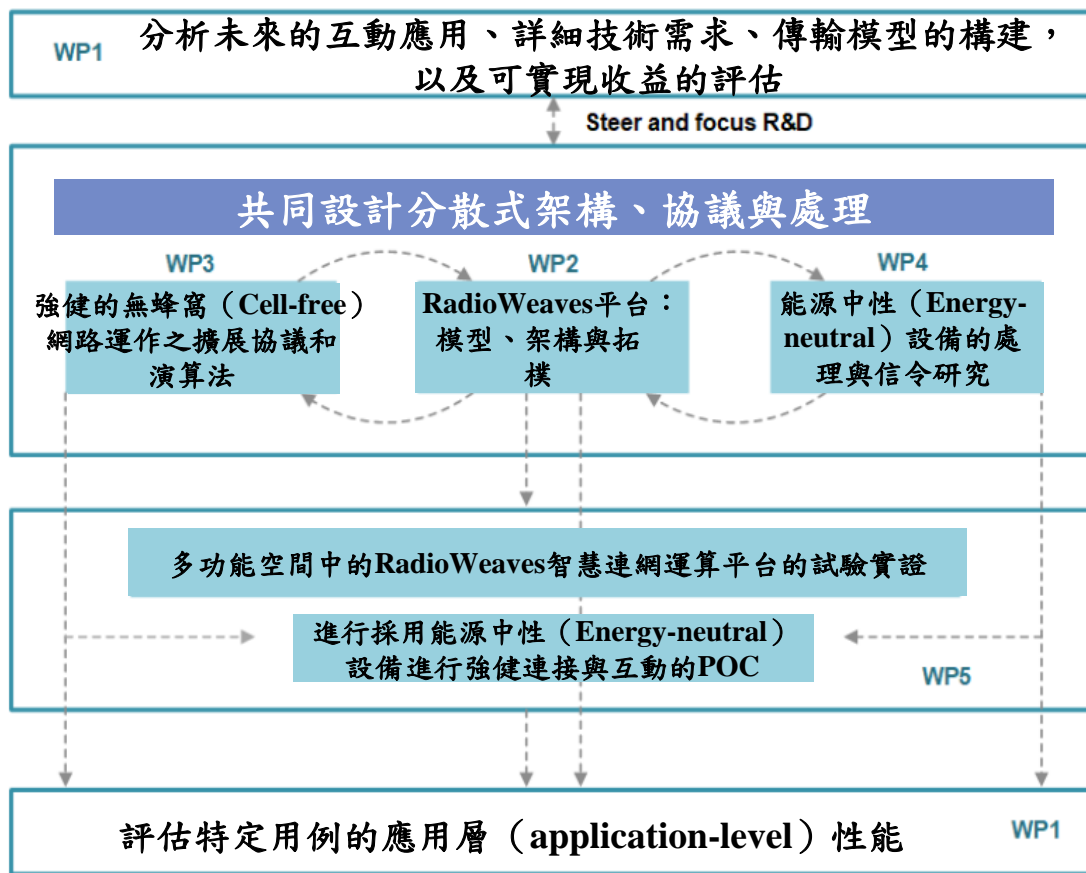 WP1
分析未來的互動應用、詳細技術需求、傳輸模型的構建，
以及可實現收益的評估
Steer and focus R&D
共同設計分散式架構、協議與處理
WP3
強健的無蜂窩（Cell-free）
網路運作之擴展協議和
演算法
WP2
RadioWeaves平台：
模型、架構與拓
樸
WP4
能源中性（Energy-
neutral）設備的處
理與信令研究
多功能空間中的RadioWeaves智慧連網運算平台的試驗實證
進行採用能源中性（Energy-neutral）
設備進行強健連接與互動的POC
WP5
評估特定用例的應用層（application-level）性能
WP1